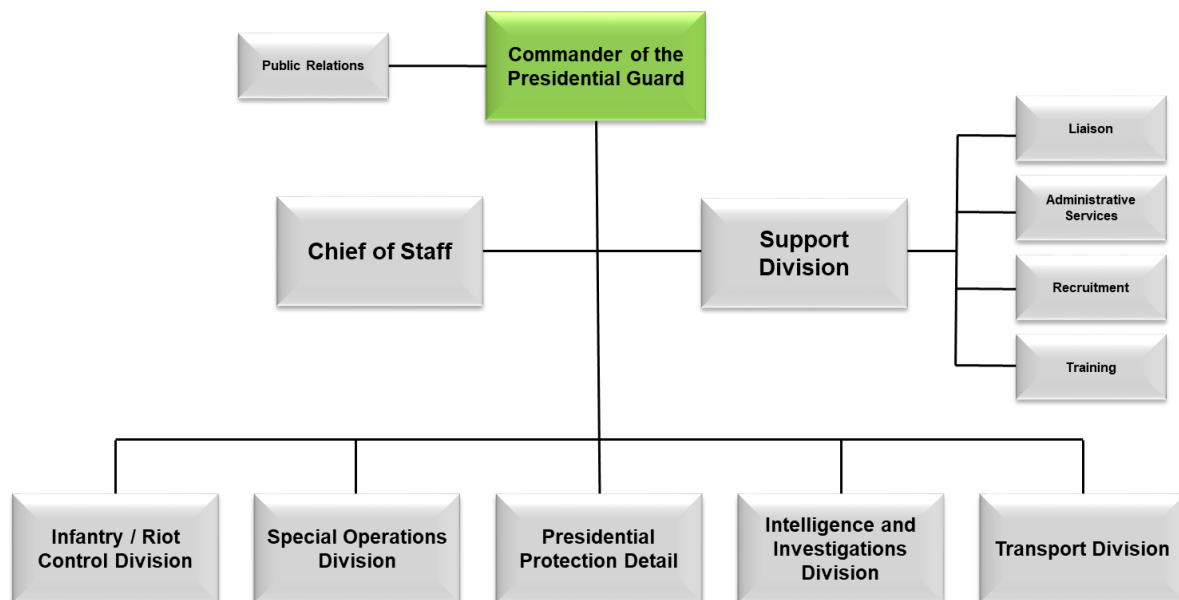 Commander of the
Presidential Guard
Public Relations
Liaison
Administrative
Services
Recruitment
Training
Chief of Staff
Support
Division
Infantry / Riot
Control Division
Special Operations
Division
Presidential
Protection Detail
Intelligence and
Investigations
Division
Transport Division